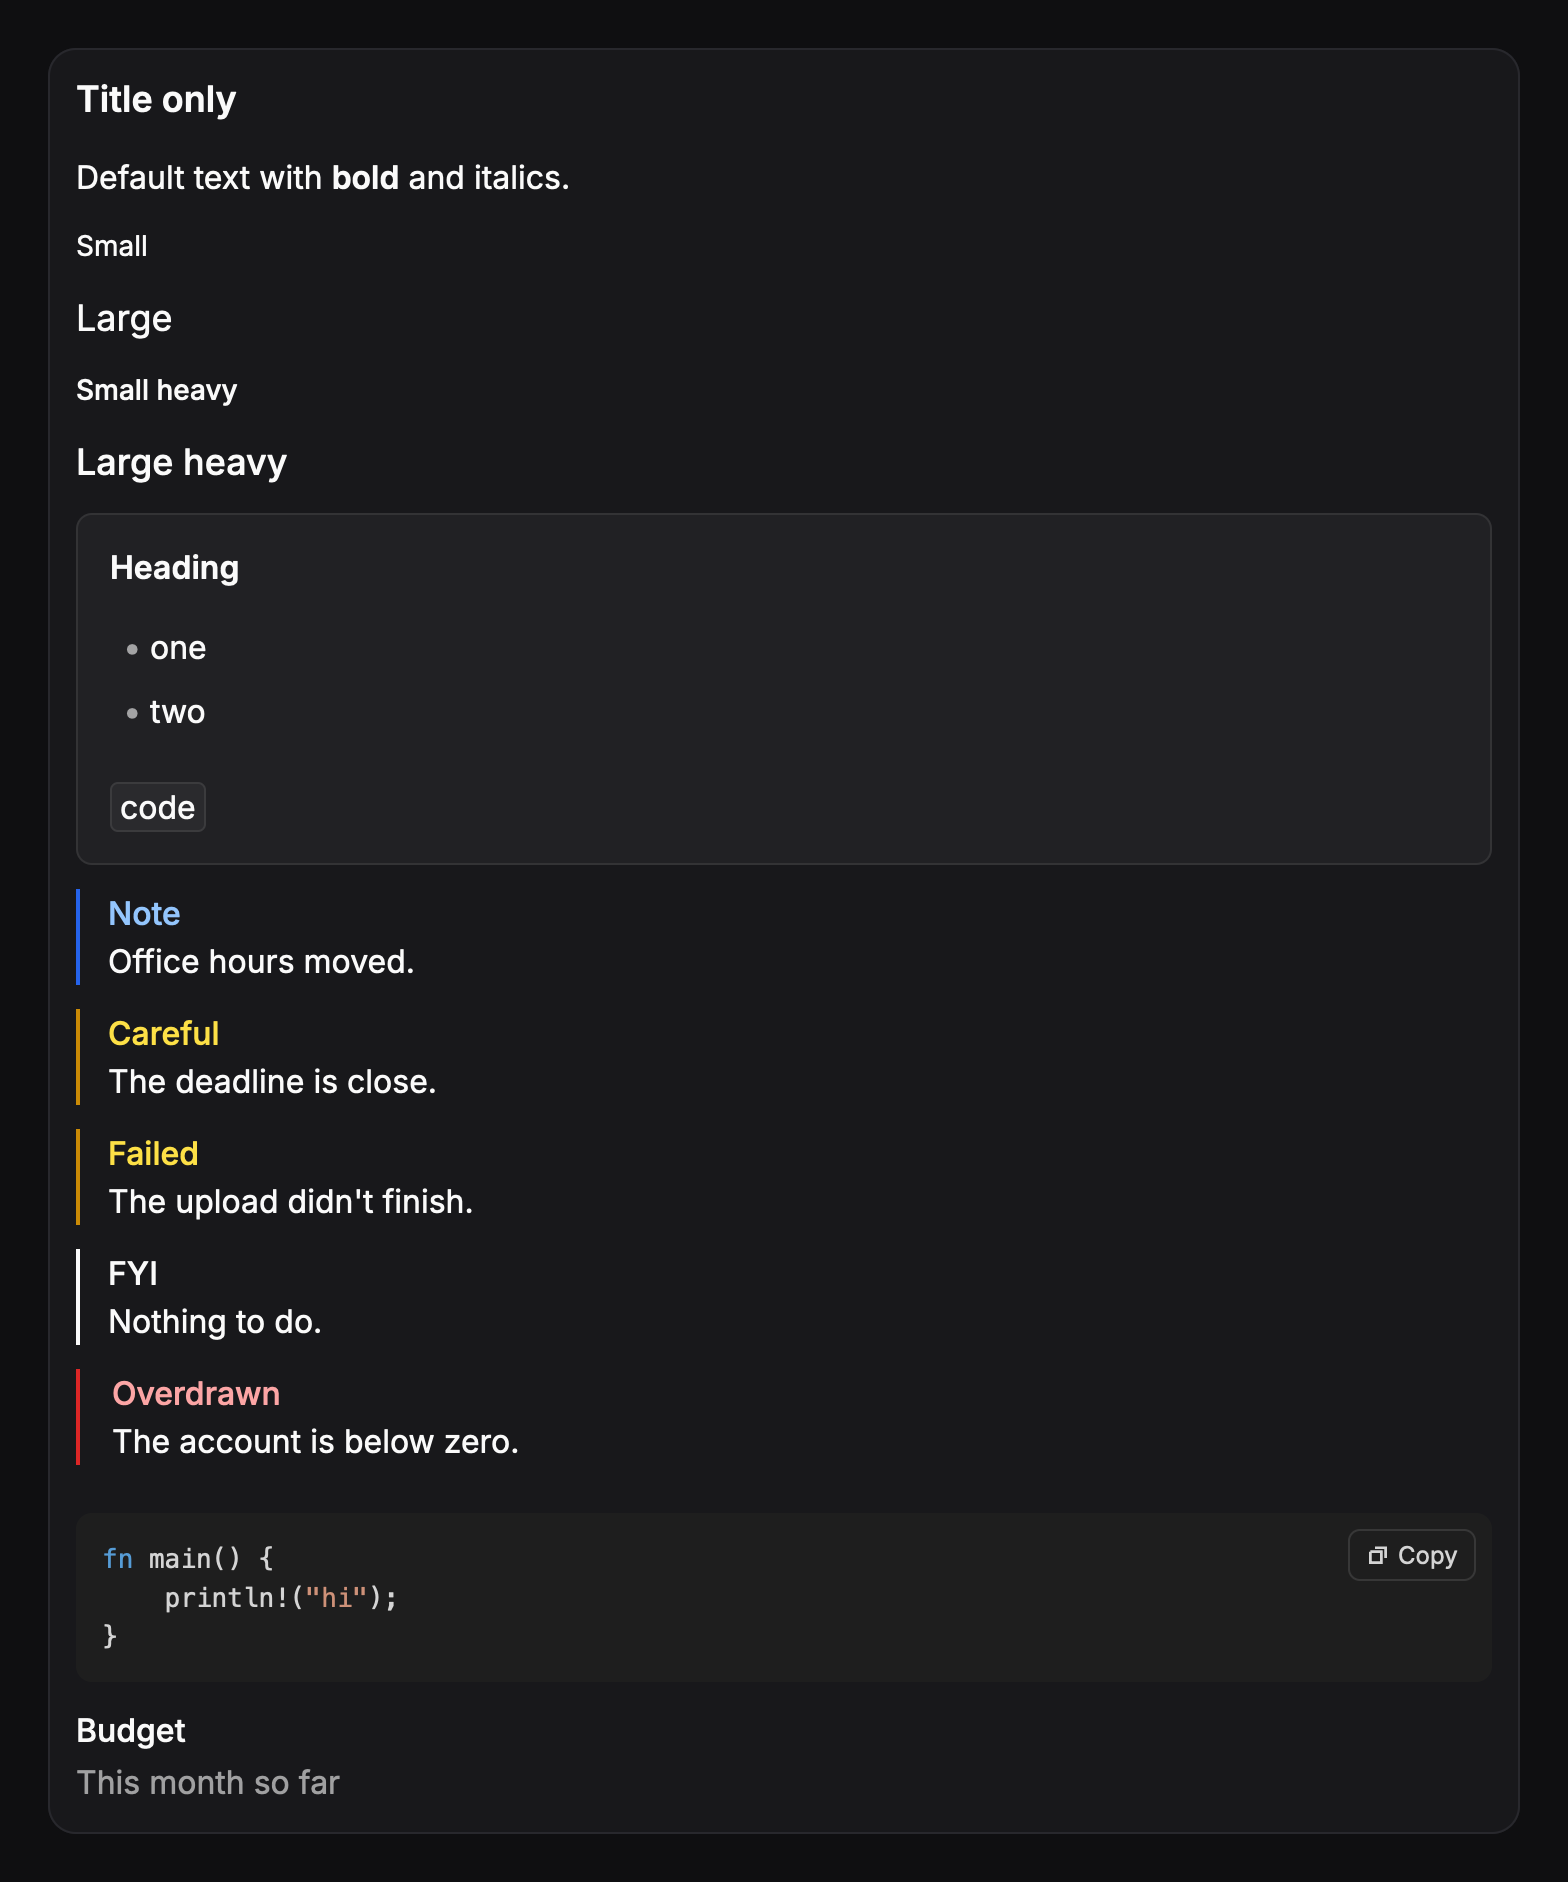 Title only
Default text with bold and italics.
Small
Large
Small heavy
Large heavy
Heading
• one
• two
code
Note
Office hours moved.
Careful
The deadline is close.
Failed
The upload didn't finish.
FYI
Nothing to do.
Overdrawn
The account is below zero.
Copy
fn main() {
    println!("hi");
}
Budget
This month so far